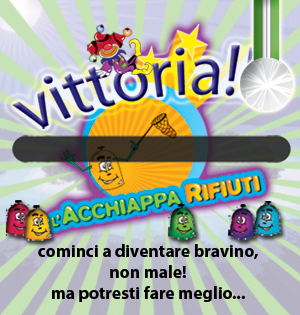 vittoria!
L'ACCHIAPPA RIFIUTI
cominci a diventare bravino,
non male!
ma potresti fare meglio...